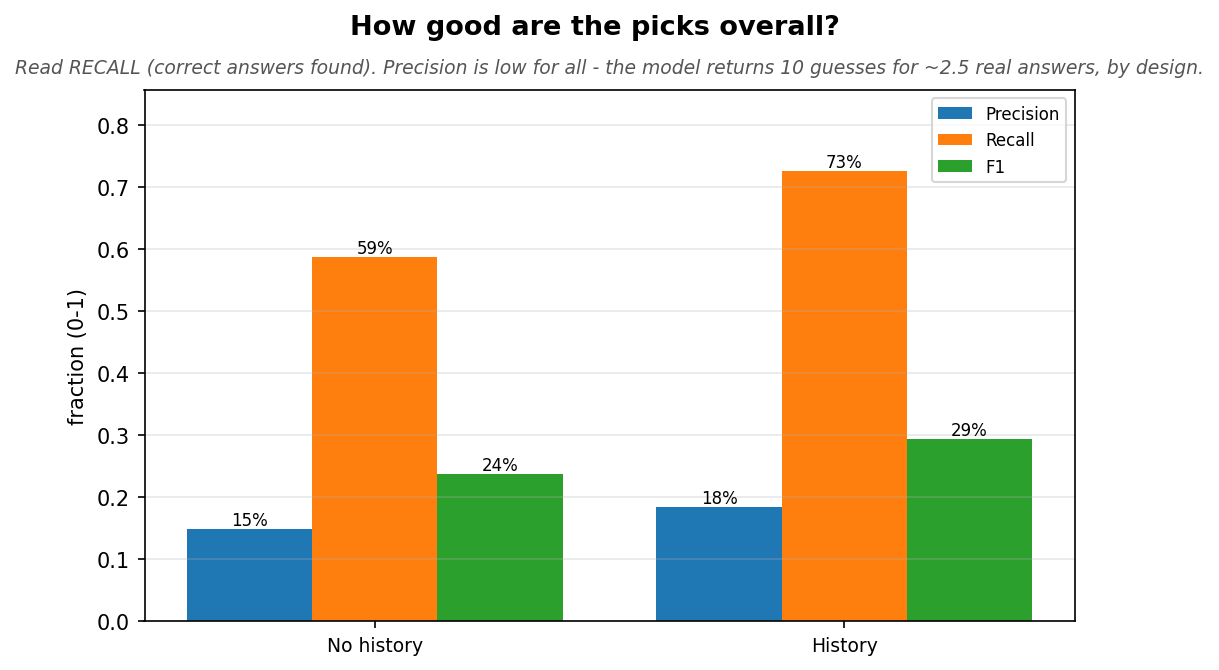 How good are the picks overall?
Read RECALL (correct answers found). Precision is low for all - the model returns 10 guesses for ~2.5 real answers, by design.
Precision
Recall
F1
fraction (0-1)
0.8
0.7
0.6
0.5
0.4
0.3
0.2
0.1
0.0
15%
59%
24%
18%
73%
29%
No history
History